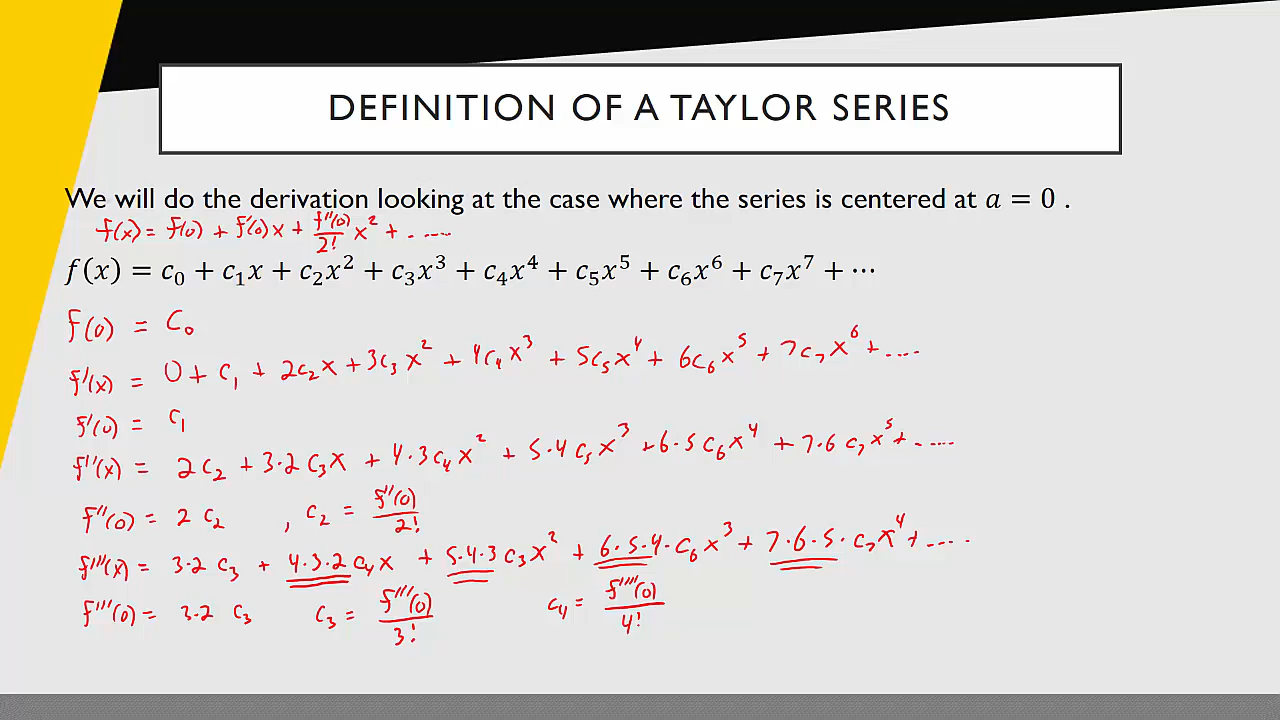 DEFINITION OF A TAYLOR SERIES
We will do the derivation looking at the case where the series is centered at a = 0 .
f(x) = f(0) + f'(0)x + f''(0)/2! x² + . ....
f(x) = c₀ + c₁x + c₂x² + c₃x³ + c₄x⁴ + c₅x⁵ + c₆x⁶ + c₇x⁷ + ⋯
f(0) = C₀
f'(x) = 0 + c₁ + 2c₂x + 3c₃x² + 4c₄x³ + 5c₅x⁴ + 6c₆x⁵ + 7c₇x⁶ + ....
f'(0) = c₁
f''(x) = 2c₂ + 3·2 c₃x + 4·3c₄x² + 5·4 c₅x³ + 6·5 c₆x⁴ + 7·6 c₇x⁵ + . ....
f''(0) = 2 c₂ , c₂ = f''(0)/2!
f'''(x) = 3·2 c₃ + 4·3·2 c₄x + 5·4·3 c₃x² + 6·5·4·c₆x³ + 7·6·5·c₇x⁴ + ....
f'''(0) = 3·2 c₃ c₃ = f'''(0)/3! c₄ = f''''(0)/4!